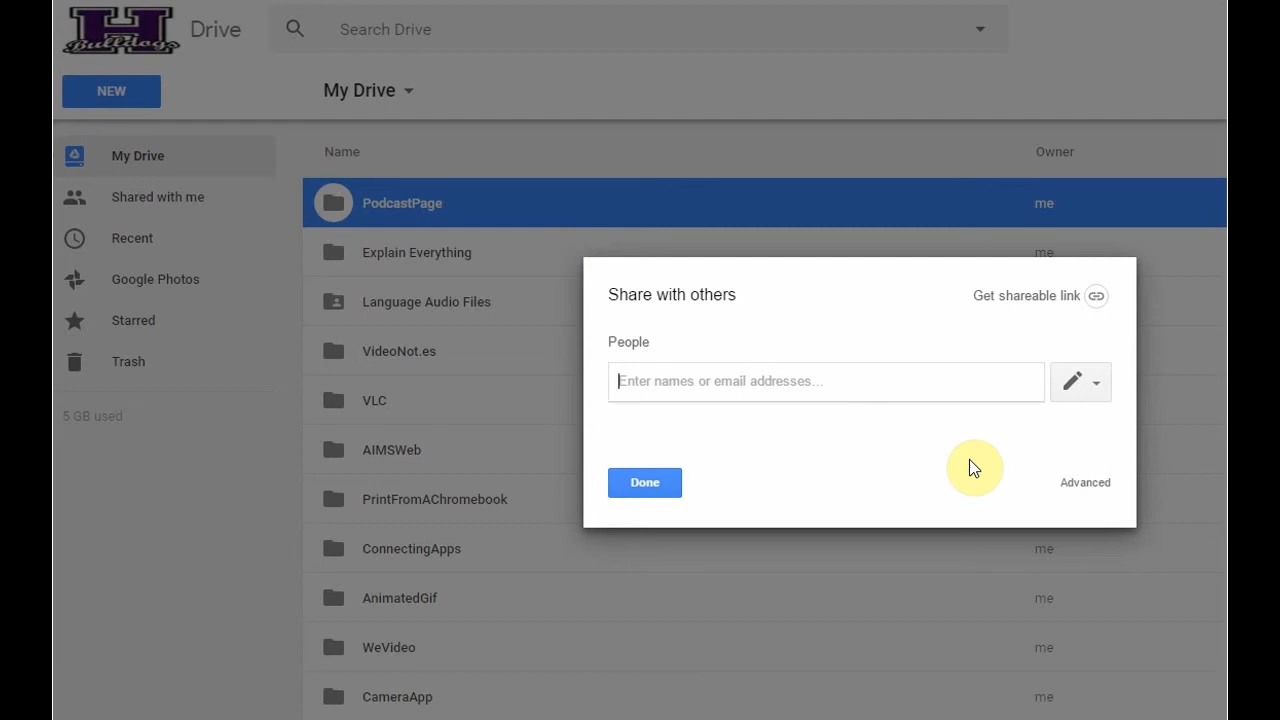 H
Bulldogs
Drive
Search Drive
NEW
My Drive
My Drive
Shared with me
Recent
Google Photos
Starred
Trash
5 GB used
Name Owner
PodcastPage me
Explain Everything me
Language Audio Files
VideoNot.es
VLC
AIMSWeb
PrintFromAChromebook
ConnectingApps me
AnimatedGif me
WeVideo me
CameraApp me
Share with others
Get shareable link
People
Enter names or email addresses...
Done
Advanced